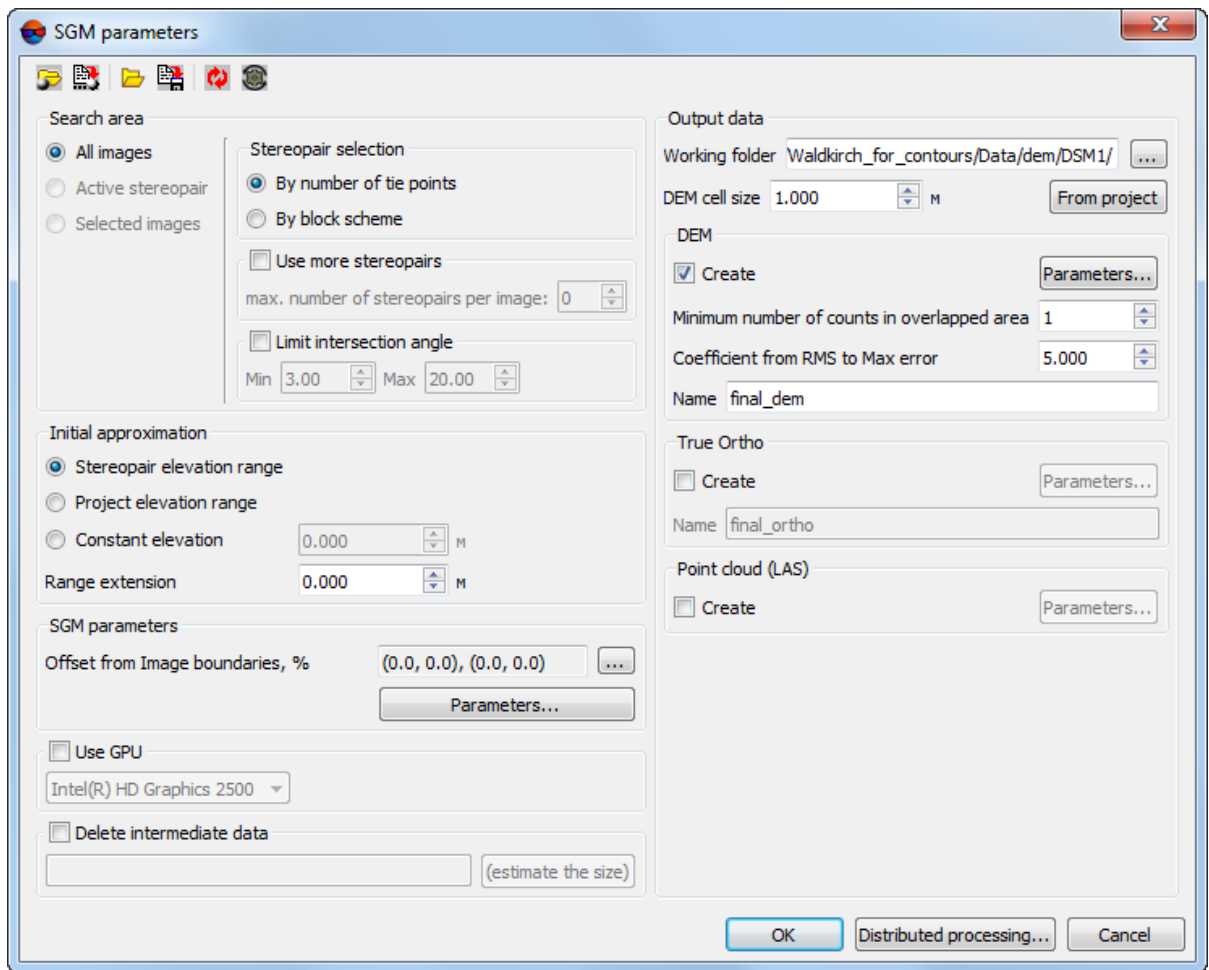 SGM parameters
Search area
All images
Active stereopair
Selected images
Stereopair selection
By number of tie points
By block scheme
Use more stereopairs
max. number of stereopairs per image: 0
Limit intersection angle
Min 3.00 Max 20.00
Initial approximation
Stereopair elevation range
Project elevation range
Constant elevation 0.000 м
Range extension 0.000 м
SGM parameters
Offset from Image boundaries, % (0.0, 0.0), (0.0, 0.0) ...
Parameters...
Use GPU
Intel(R) HD Graphics 2500
Delete intermediate data
(estimate the size)
Output data
Working folder Waldkirch_for_contours/Data/dem/DSM1/ ...
DEM cell size 1.000 м From project
DEM
Create Parameters...
Minimum number of counts in overlapped area 1
Coefficient from RMS to Max error 5.000
Name final_dem
True Ortho
Create Parameters...
Name final_ortho
Point cloud (LAS)
Create Parameters...
OK Distributed processing... Cancel